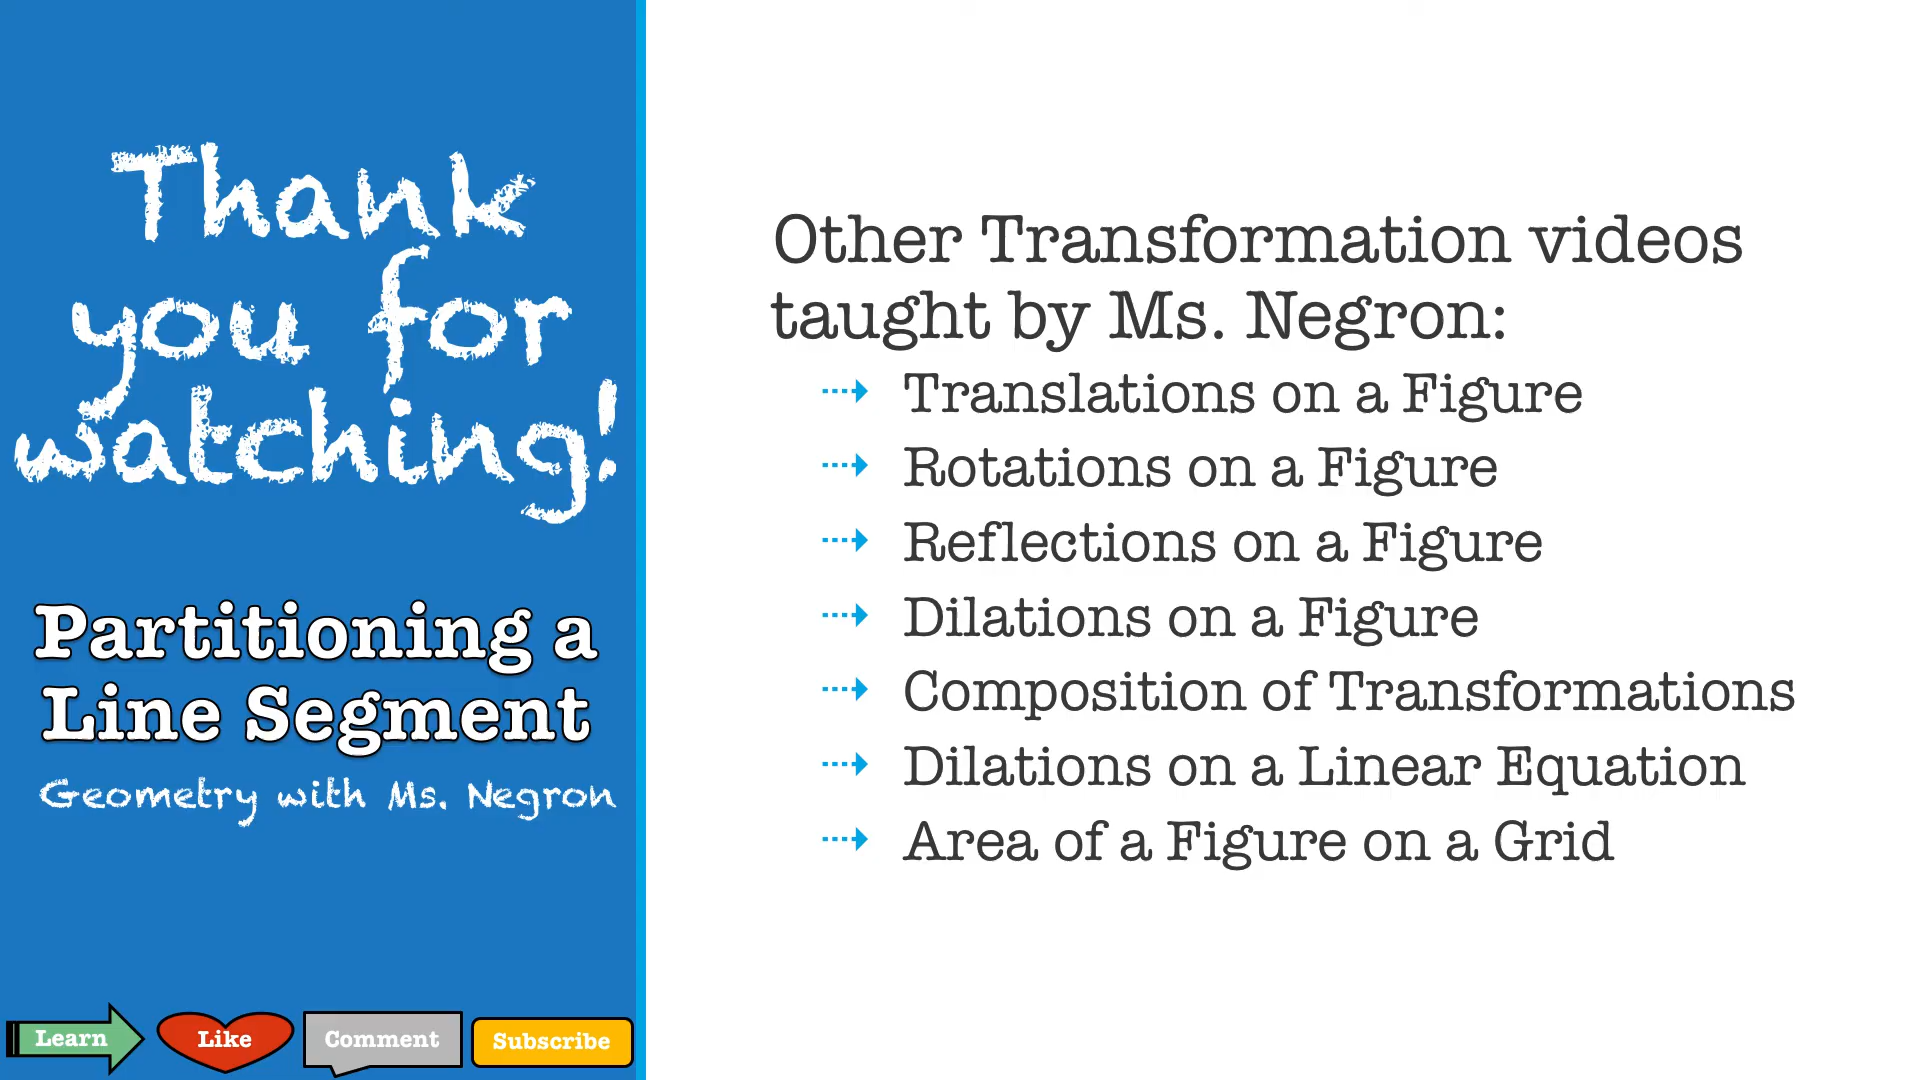 Thank
you for
watching!
Partitioning a
Line Segment
Geometry with Ms. Negron
Learn
Like
Comment
Subscribe
Other Transformation videos
taught by Ms. Negron:
Translations on a Figure
Rotations on a Figure
Reflections on a Figure
Dilations on a Figure
Composition of Transformations
Dilations on a Linear Equation
Area of a Figure on a Grid